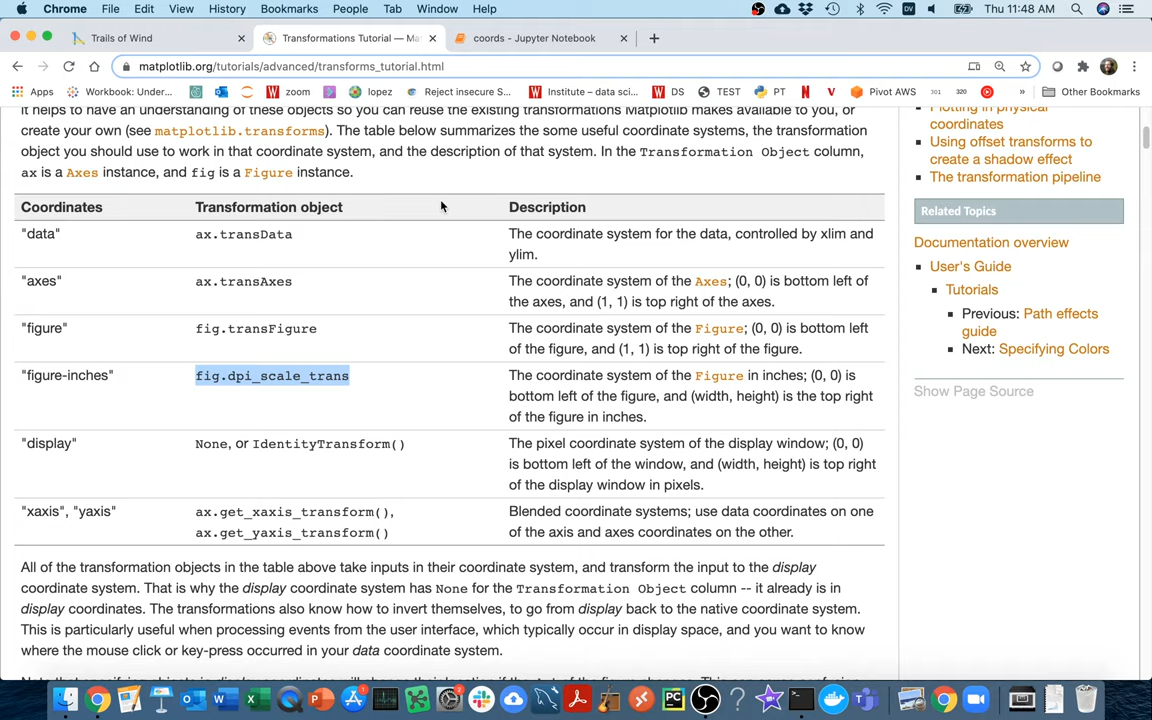 Chrome File Edit View History Bookmarks People Tab Window Help DV Thu 11:48 AM
Trails of Wind Transformations Tutorial — Ma coords - Jupyter Notebook
matplotlib.org/tutorials/advanced/transforms_tutorial.html
Apps Workbook: Under... zoom lopez Reject insecure S... Institute – data sci... DS TEST PT N Pivot AWS » Other Bookmarks
it helps to have an understanding of these objects so you can reuse the existing transformations Matplotlib makes available to you, or
create your own (see matplotlib.transforms). The table below summarizes the some useful coordinate systems, the transformation
object you should use to work in that coordinate system, and the description of that system. In the Transformation Object column,
ax is a Axes instance, and fig is a Figure instance.
Coordinates Transformation object Description
"data" ax.transData The coordinate system for the data, controlled by xlim and
ylim.
"axes" ax.transAxes The coordinate system of the Axes; (0, 0) is bottom left of
the axes, and (1, 1) is top right of the axes.
"figure" fig.transFigure The coordinate system of the Figure; (0, 0) is bottom left
of the figure, and (1, 1) is top right of the figure.
"figure-inches" fig.dpi_scale_trans The coordinate system of the Figure in inches; (0, 0) is
bottom left of the figure, and (width, height) is the top right
of the figure in inches.
"display" None, or IdentityTransform() The pixel coordinate system of the display window; (0, 0)
is bottom left of the window, and (width, height) is top right
of the display window in pixels.
"xaxis", "yaxis" ax.get_xaxis_transform(), Blended coordinate systems; use data coordinates on one
ax.get_yaxis_transform() of the axis and axes coordinates on the other.
All of the transformation objects in the table above take inputs in their coordinate system, and transform the input to the display
coordinate system. That is why the display coordinate system has None for the Transformation Object column -- it already is in
display coordinates. The transformations also know how to invert themselves, to go from display back to the native coordinate system.
This is particularly useful when processing events from the user interface, which typically occur in display space, and you want to know
where the mouse click or key-press occurred in your data coordinate system.
Plotting in physical
coordinates
Using offset transforms to
create a shadow effect
The transformation pipeline
Related Topics
Documentation overview
User's Guide
Tutorials
Previous: Path effects
guide
Next: Specifying Colors
Show Page Source